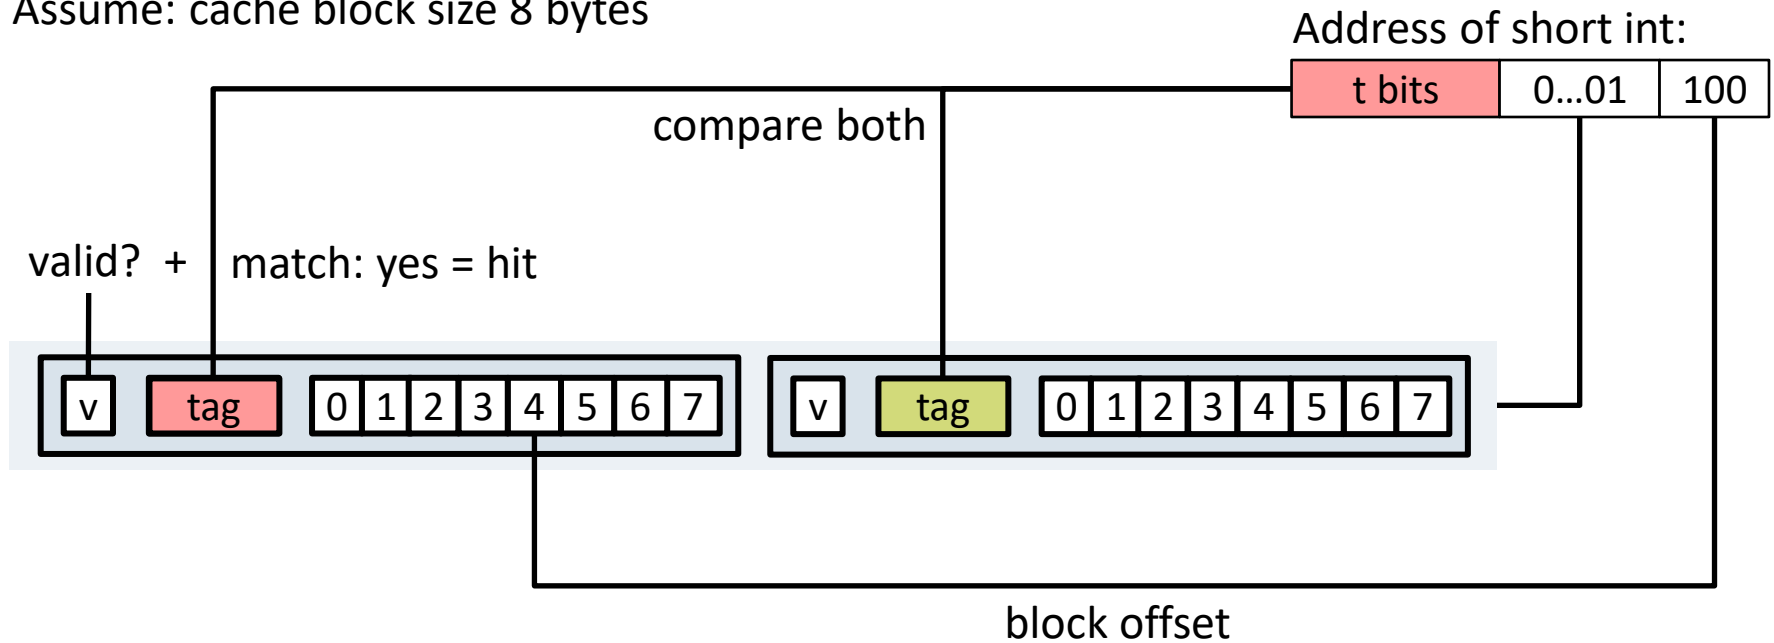 Assume: cache block size 8 bytes
Address of short int:
t bits 0...01 100
compare both
valid? + match: yes = hit
v tag 0 1 2 3 4 5 6 7 v tag 0 1 2 3 4 5 6 7
block offset